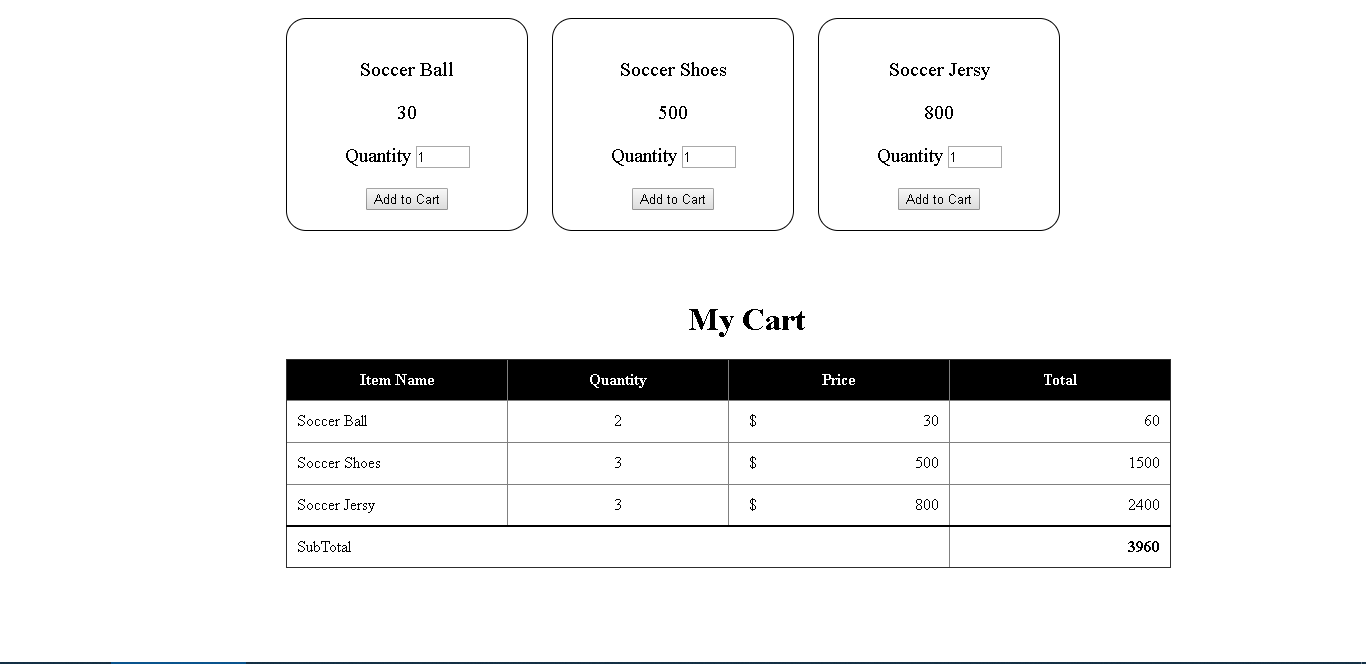 Soccer Ball Soccer Shoes Soccer Jersy
30 500 800
Quantity 1 Quantity 1 Quantity 1
Add to Cart Add to Cart Add to Cart
My Cart
Item Name Quantity Price Total
Soccer Ball 2 $ 30 60
Soccer Shoes 3 $ 500 1500
Soccer Jersy 3 $ 800 2400
SubTotal 3960